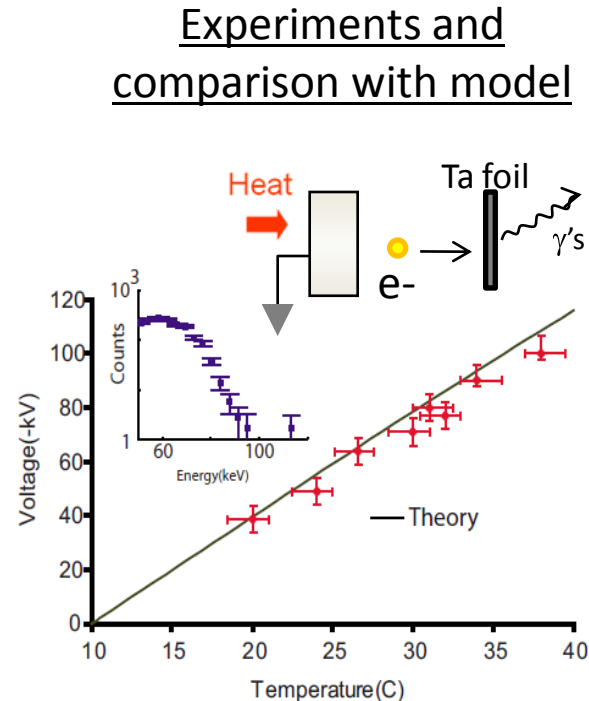 Experiments and
comparison with model
Heat
Ta foil
e-
γ's
10³
Counts
1
60
100
Energy(keV)
120
100
80
60
40
20
0
Voltage(-kV)
Theory
10
15
20
25
30
35
40
Temperature(C)